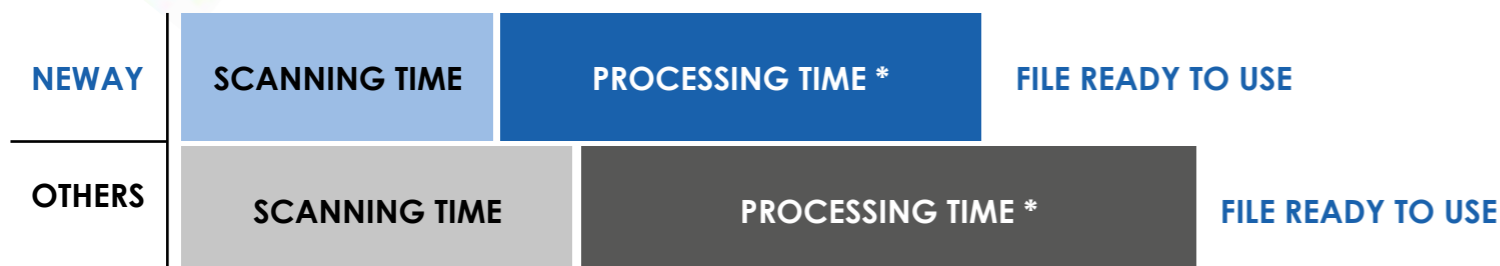 NEWAY SCANNING TIME PROCESSING TIME * FILE READY TO USE
OTHERS SCANNING TIME PROCESSING TIME * FILE READY TO USE